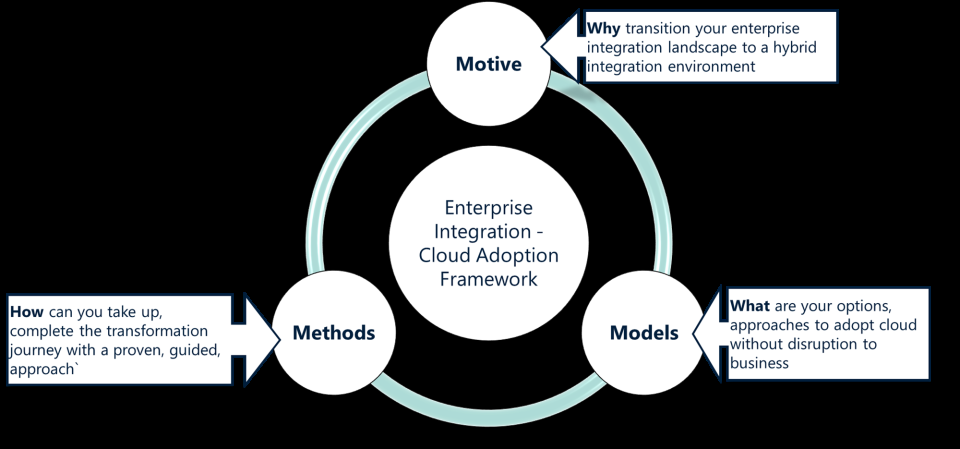 Motive
Why transition your enterprise
integration landscape to a hybrid
integration environment
Enterprise
Integration -
Cloud Adoption
Framework
How can you take up,
complete the transformation
journey with a proven, guided,
approach`
Methods
Models
What are your options,
approaches to adopt cloud
without disruption to
business